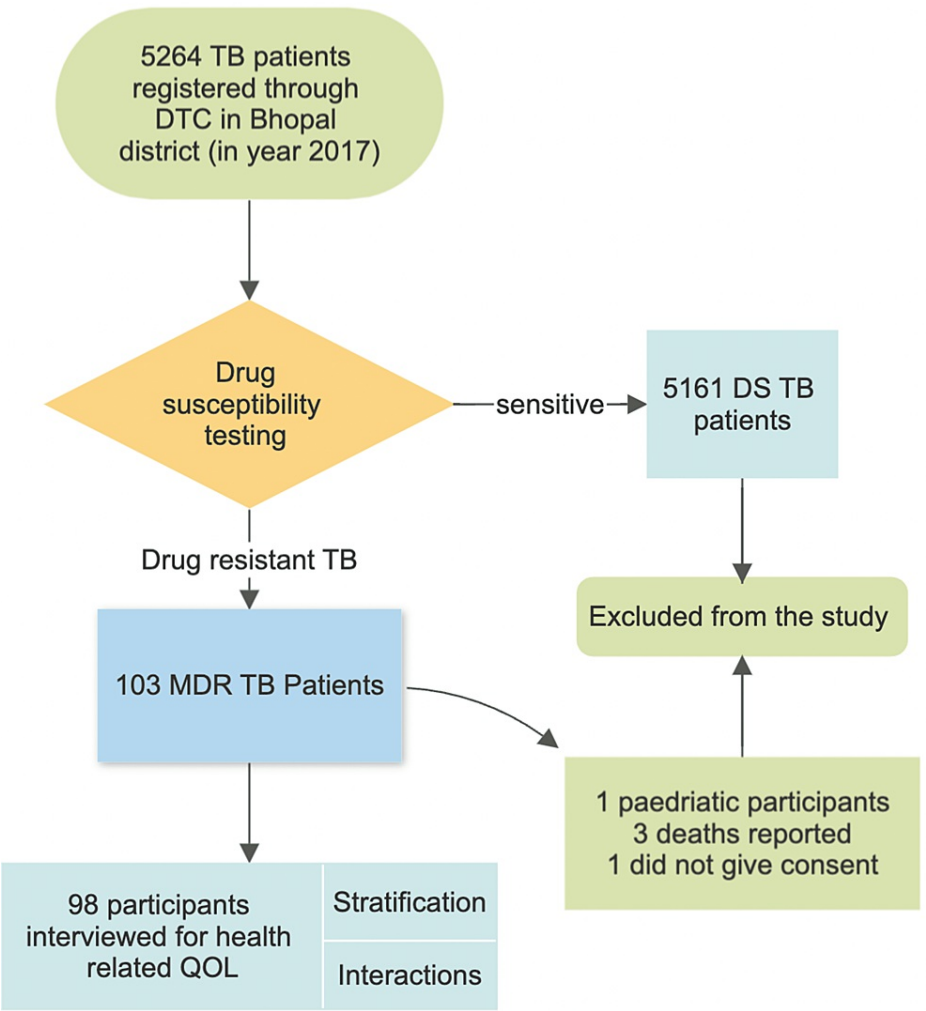 5264 TB patients
registered through
DTC in Bhopal
district (in year 2017)
Drug
susceptibility
testing
sensitive
5161 DS TB
patients
Drug resistant TB
Excluded from the study
103 MDR TB Patients
1 paedriatic participants
3 deaths reported
1 did not give consent
98 participants
interviewed for health
related QOL
Stratification
Interactions